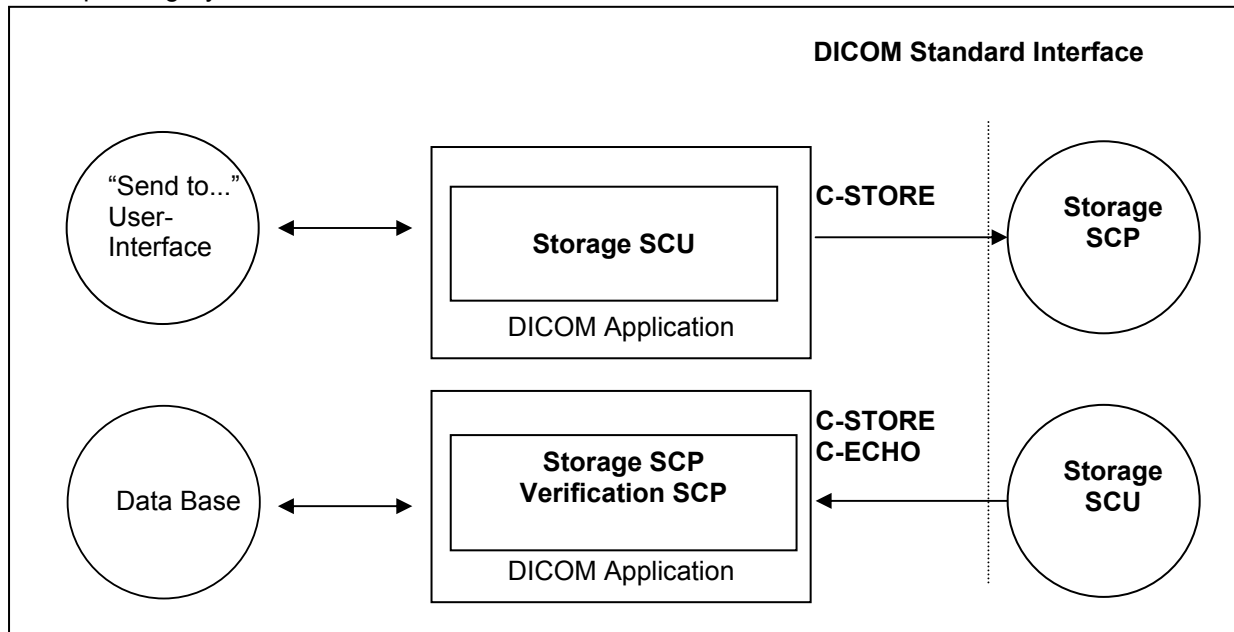 DICOM Standard Interface
“Send to...”
User-
Interface
Storage SCU
DICOM Application
C-STORE
Storage
SCP
Data Base
Storage SCP
Verification SCP
DICOM Application
C-STORE
C-ECHO
Storage
SCU